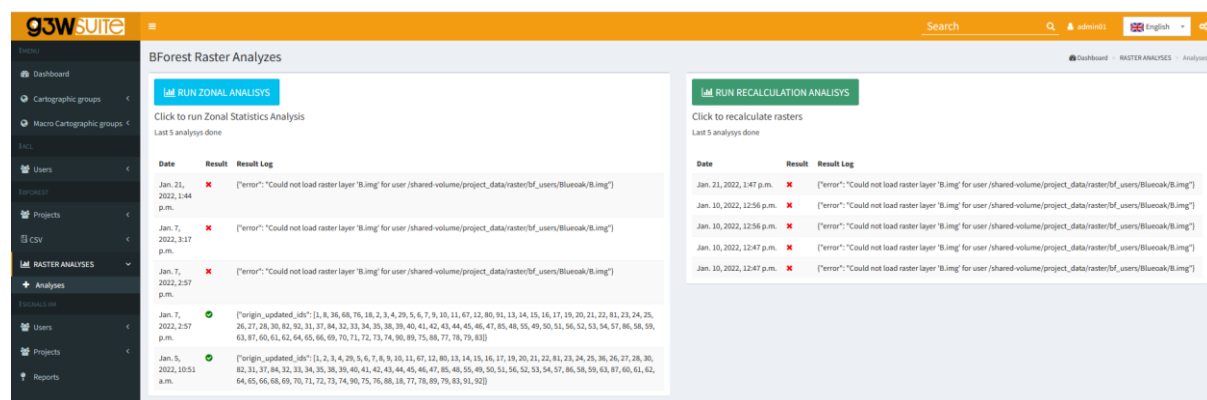 g3WSUITE
Search
admin01
English
MENU
Dashboard
Cartographic groups
Macro Cartographic groups
ACL
Users
BFOREST
Projects
CSV
RASTER ANALYSES
Analyses
SIGNALS IIM
Users
Projects
Reports
BForest Raster Analyzes
Dashboard
RASTER ANALYSES
Analyses
RUN ZONAL ANALISYS
Click to run Zonal Statistics Analysis
Last 5 analysys done
Date Result Result Log
Jan. 21, {"error": "Could not load raster layer 'B.img' for user /shared-volume/project_data/raster/bf_users/Blueoak/B.img"}
2022, 1:44
p.m.
Jan. 7, {"error": "Could not load raster layer 'B.img' for user /shared-volume/project_data/raster/bf_users/Blueoak/B.img"}
2022, 3:17
p.m.
Jan. 7, {"error": "Could not load raster layer 'B.img' for user /shared-volume/project_data/raster/bf_users/Blueoak/B.img"}
2022, 2:57
p.m.
Jan. 7, {"origin_updated_ids": [1, 8, 36, 68, 76, 18, 2, 3, 4, 29, 5, 6, 7, 9, 10, 11, 67, 12, 80, 91, 13, 14, 15, 16, 17, 19, 20, 21, 22, 81, 23, 24, 25,
2022, 2:57 26, 27, 28, 30, 82, 92, 31, 37, 84, 32, 33, 34, 35, 38, 39, 40, 41, 42, 43, 44, 45, 46, 47, 85, 48, 55, 49, 50, 51, 56, 52, 53, 54, 57, 86, 58, 59,
p.m. 63, 87, 60, 61, 62, 64, 65, 66, 69, 70, 71, 72, 73, 74, 90, 89, 75, 88, 77, 78, 79, 83]}
Jan. 5, {"origin_updated_ids": [1, 2, 3, 4, 29, 5, 6, 7, 8, 9, 10, 11, 67, 12, 80, 13, 14, 15, 16, 17, 19, 20, 21, 22, 81, 23, 24, 25, 36, 26, 27, 28, 30,
2022, 10:51 82, 31, 37, 84, 32, 33, 34, 35, 38, 39, 40, 41, 42, 43, 44, 45, 46, 47, 85, 48, 55, 49, 50, 51, 56, 52, 53, 54, 57, 86, 58, 59, 63, 87, 60, 61, 62,
a.m. 64, 65, 66, 68, 69, 70, 71, 72, 73, 74, 90, 75, 76, 88, 18, 77, 78, 89, 79, 83, 91, 92]}
RUN RECALCULATION ANALISYS
Click to recalculate rasters
Last 5 analysys done
Date Result Result Log
Jan. 21, 2022, 1:47 p.m. {"error": "Could not load raster layer 'B.img' for user /shared-volume/project_data/raster/bf_users/Blueoak/B.img"}
Jan. 10, 2022, 12:56 p.m. {"error": "Could not load raster layer 'B.img' for user /shared-volume/project_data/raster/bf_users/Blueoak/B.img"}
Jan. 10, 2022, 12:56 p.m. {"error": "Could not load raster layer 'B.img' for user /shared-volume/project_data/raster/bf_users/Blueoak/B.img"}
Jan. 10, 2022, 12:47 p.m. {"error": "Could not load raster layer 'B.img' for user /shared-volume/project_data/raster/bf_users/Blueoak/B.img"}
Jan. 10, 2022, 12:47 p.m. {"error": "Could not load raster layer 'B.img' for user /shared-volume/project_data/raster/bf_users/Blueoak/B.img"}